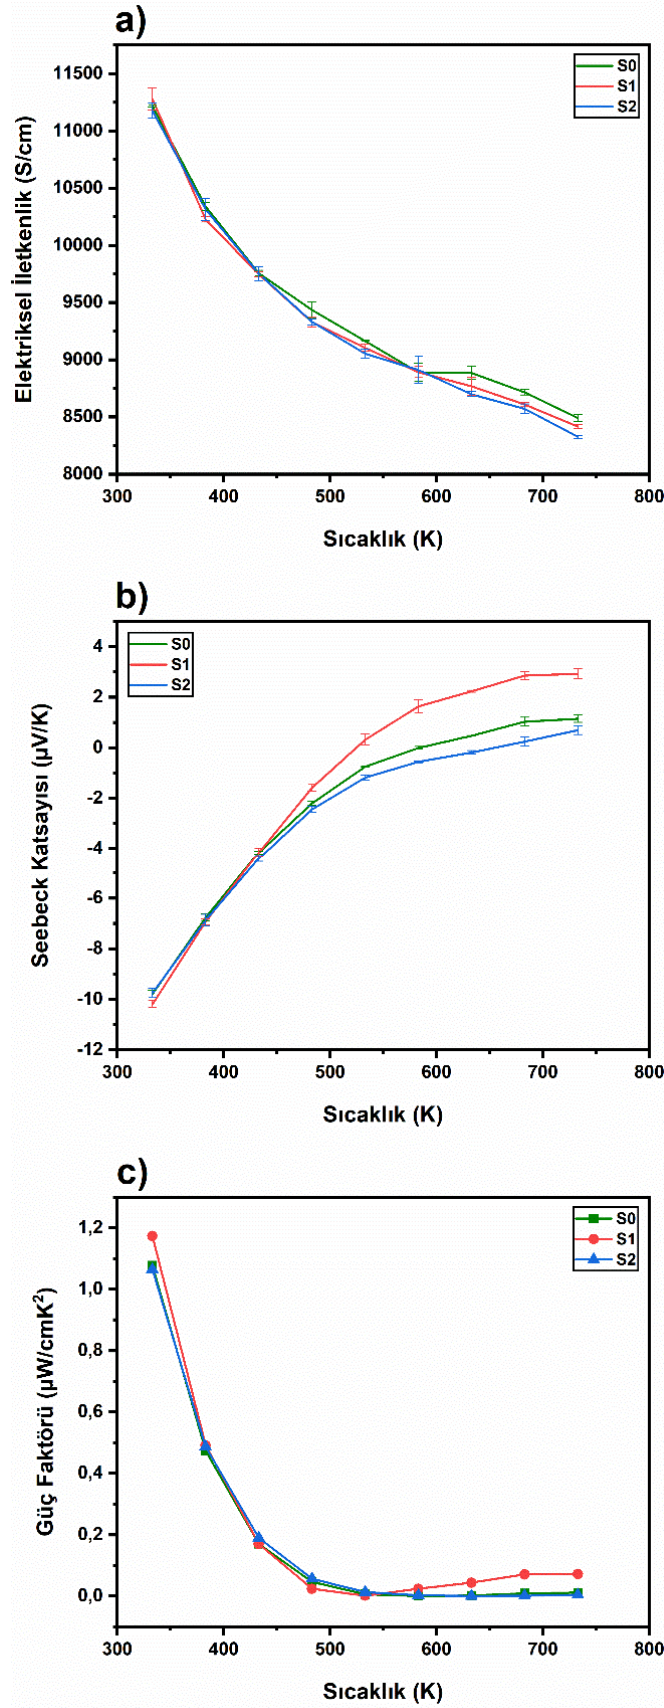 a)
S0
S1
S2
11500
11000
10500
10000
9500
9000
8500
8000
Elektriksel İletkenlik (S/cm)
300 400 500 600 700 800
Sıcaklık (K)
b)
S0
S1
S2
4
2
0
-2
-4
-6
-8
-10
-12
Seebeck Katsayısı (µV/K)
300 400 500 600 700 800
Sıcaklık (K)
c)
S0
S1
S2
1,2
1,0
0,8
0,6
0,4
0,2
0,0
Güç Faktörü (µW/cmK²)
300 400 500 600 700 800
Sıcaklık (K)